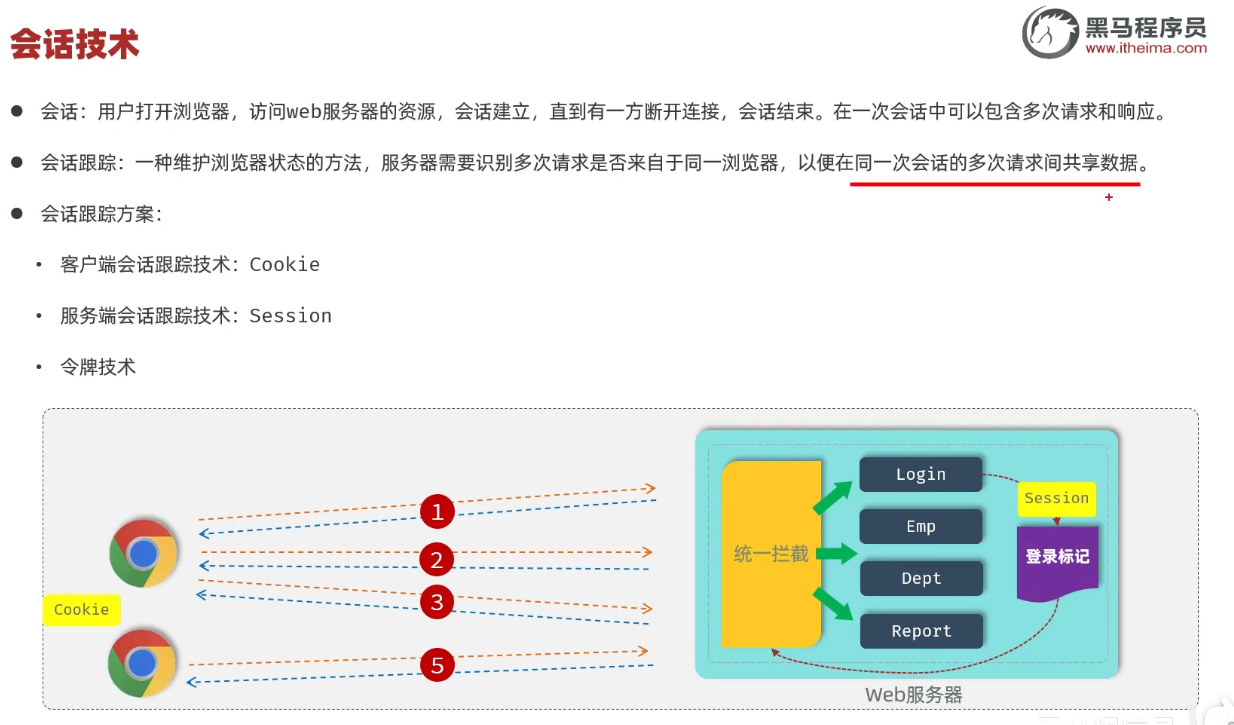 会话技术
黑马程序员
www.itheima.com
● 会话：用户打开浏览器，访问web服务器的资源，会话建立，直到有一方断开连接，会话结束。在一次会话中可以包含多次请求和响应。
● 会话跟踪：一种维护浏览器状态的方法，服务器需要识别多次请求是否来自于同一浏览器，以便在同一次会话的多次请求间共享数据。
● 会话跟踪方案：
• 客户端会话跟踪技术：Cookie
• 服务端会话跟踪技术：Session
• 令牌技术
1
2
3
5
Cookie
统一拦截
Login
Emp
Dept
Report
Session
登录标记
Web服务器